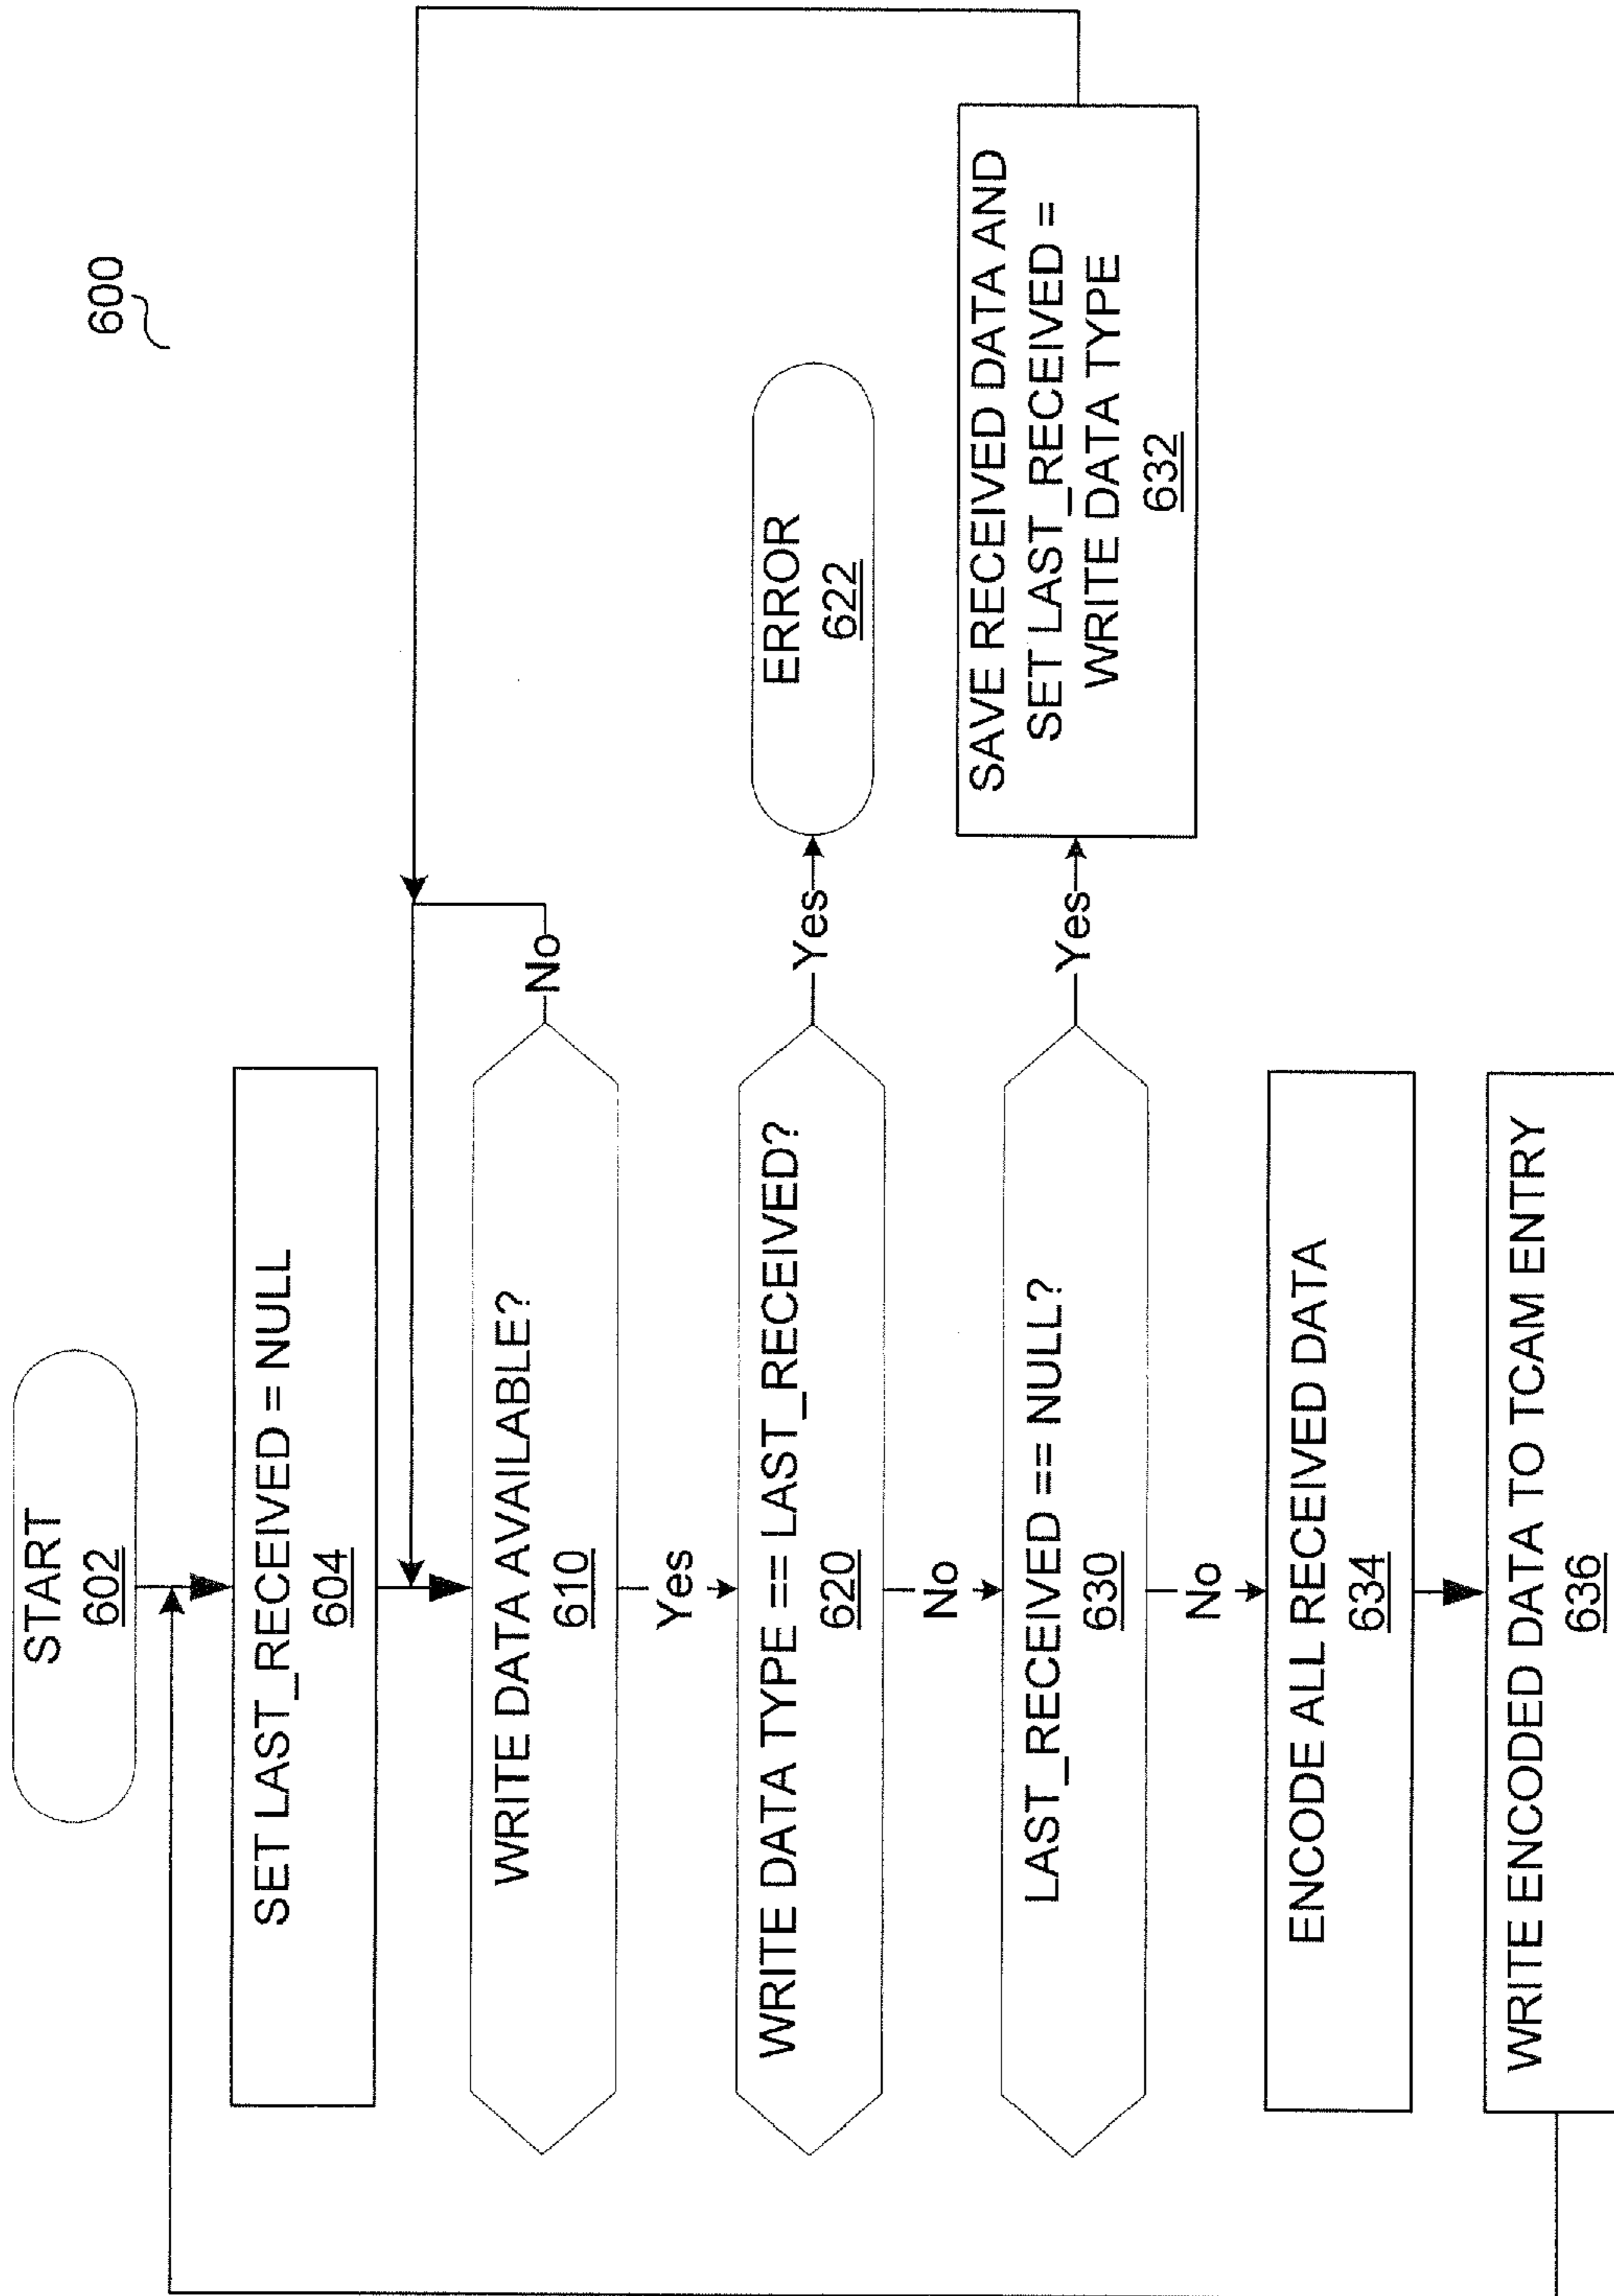 600
START
602
SET LAST_RECEIVED = NULL
604
WRITE DATA AVAILABLE?
610
No
Yes
WRITE DATA TYPE == LAST_RECEIVED?
620
Yes
ERROR
622
No
LAST_RECEIVED == NULL?
630
Yes
SAVE RECEIVED DATA AND
SET LAST_RECEIVED =
WRITE DATA TYPE
632
No
ENCODE ALL RECEIVED DATA
634
WRITE ENCODED DATA TO TCAM ENTRY
636